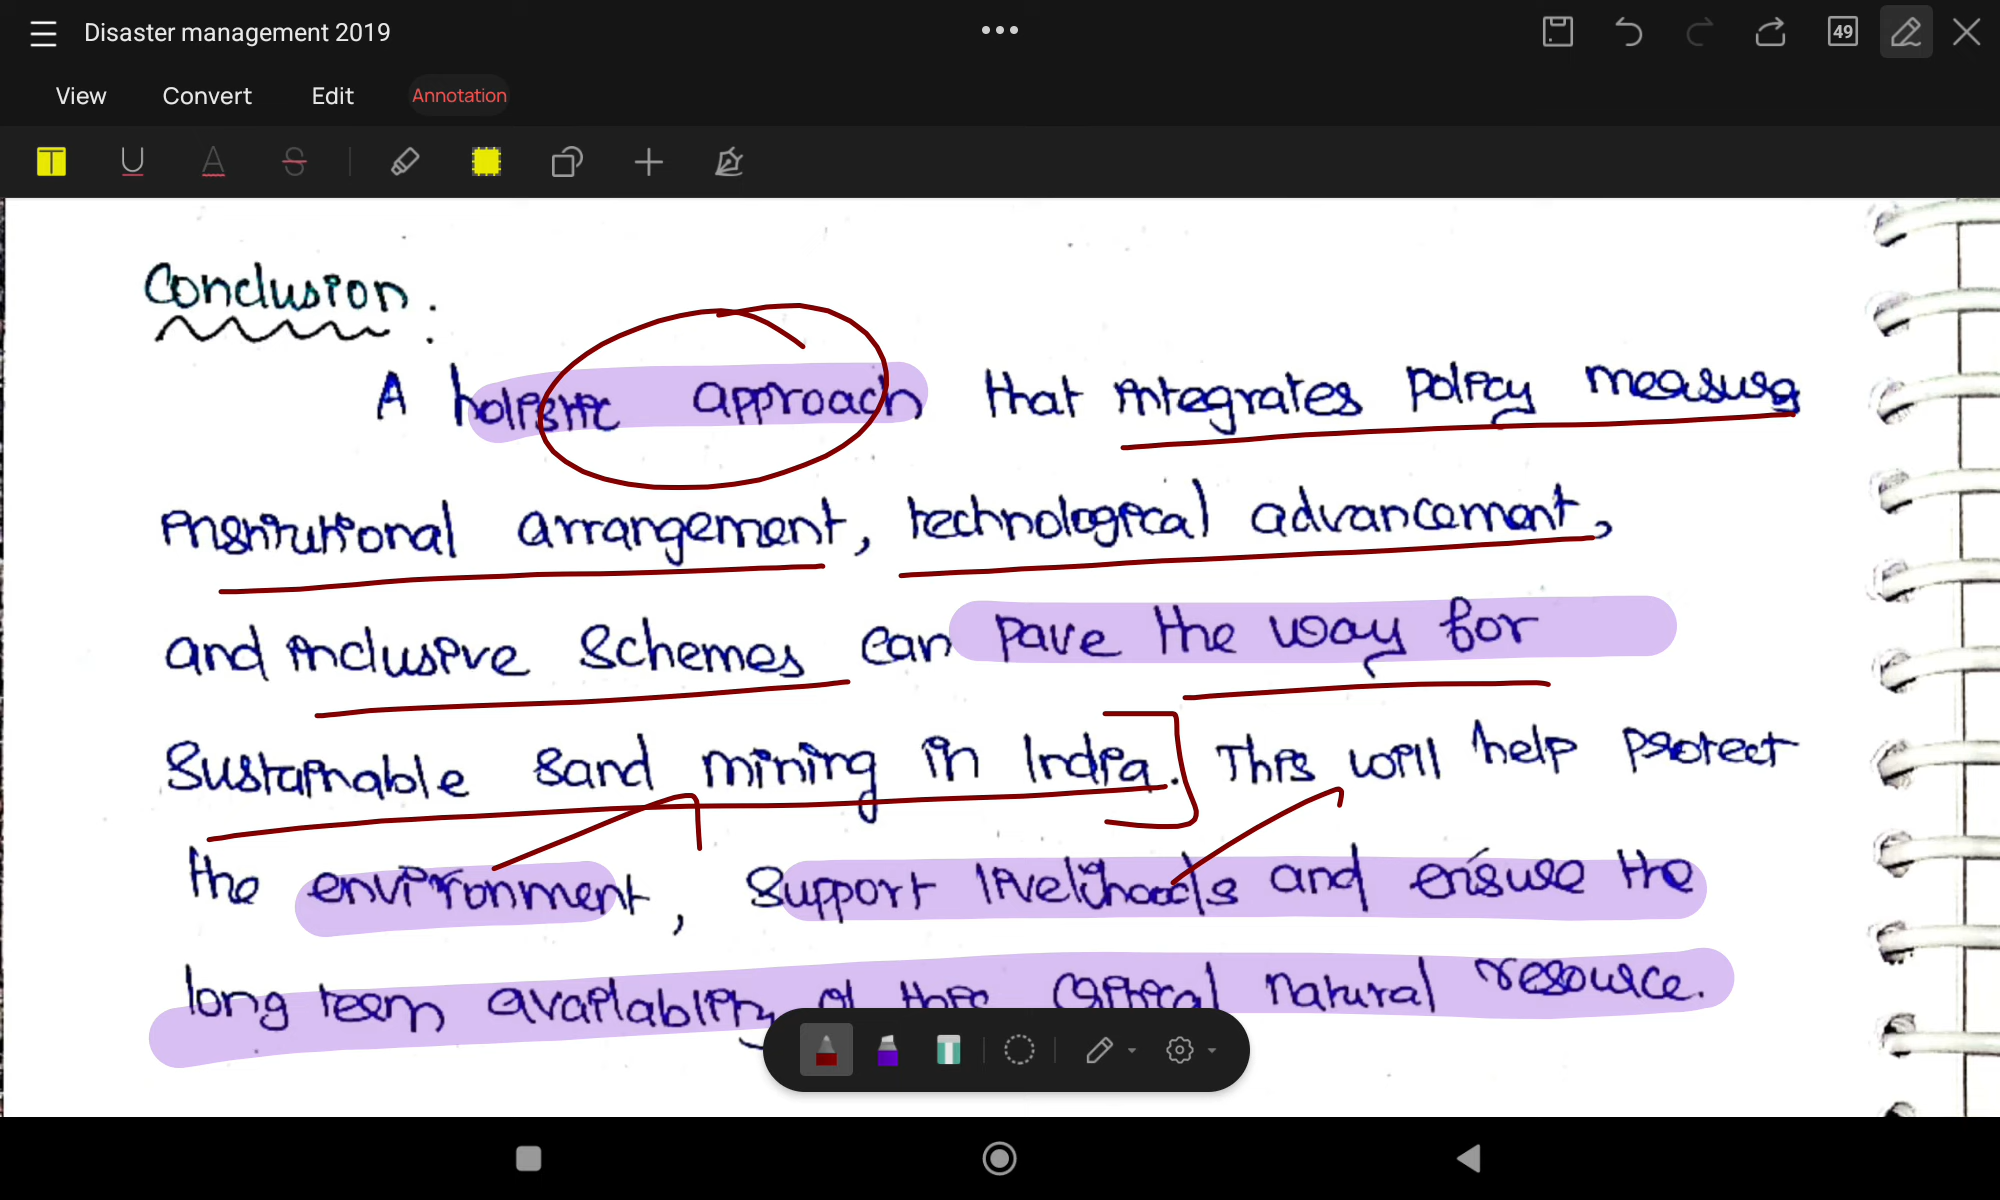 Disaster management 2019
49
View Convert Edit Annotation
Conclusion :
A holistic approach that integrates policy measures
institutional arrangement, technological advancement,
and inclusive schemes can pave the way for
sustainable sand mining in India. This will help protect
the environment, support livelihoods and ensure the
long term availability of natural resource.